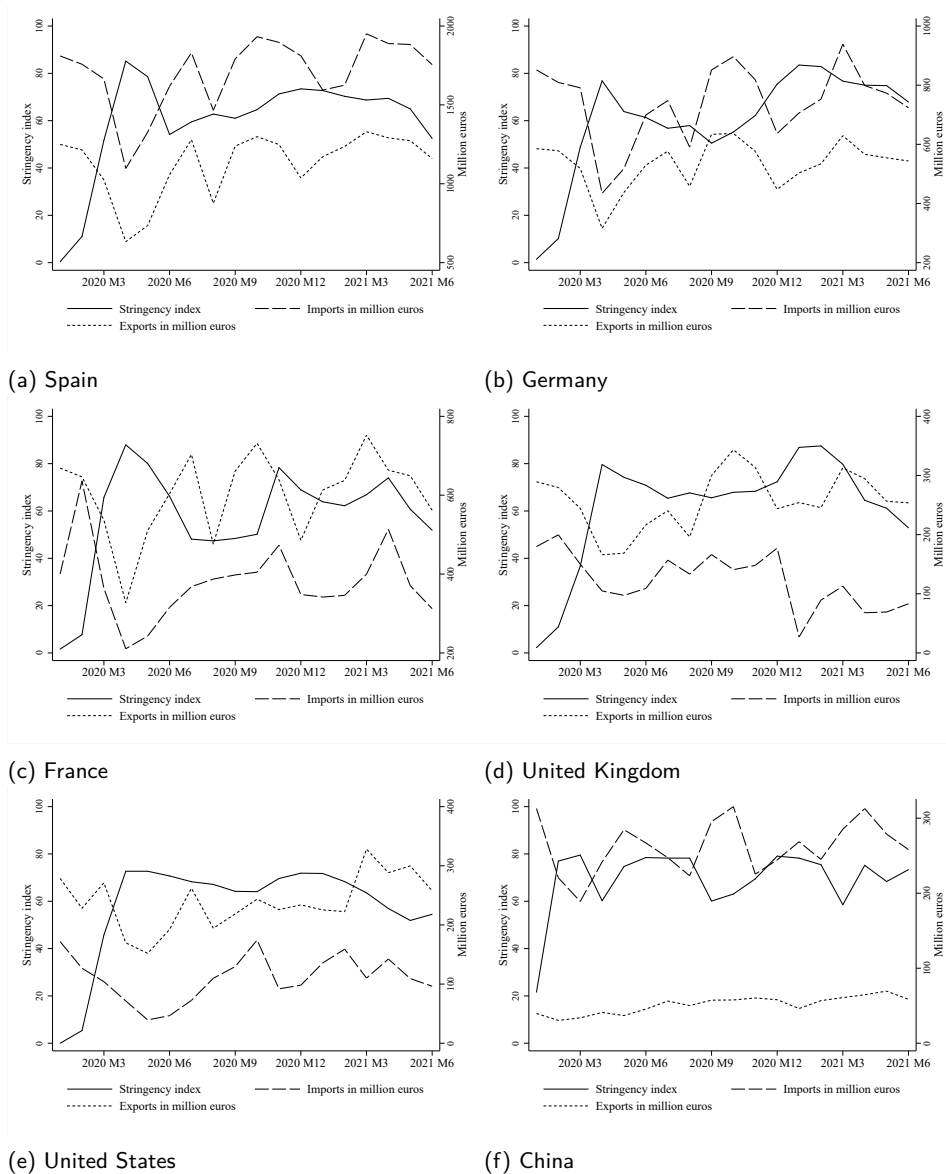 100
80
60
40
20
0
Stringency index
2000
1500
1000
500
Million euros
2020 M3 2020 M6 2020 M9 2020 M12 2021 M3 2021 M6
Stringency index Imports in million euros
Exports in million euros
(a) Spain
100
80
60
40
20
0
Stringency index
1000
800
600
400
200
Million euros
2020 M3 2020 M6 2020 M9 2020 M12 2021 M3 2021 M6
Stringency index Imports in million euros
Exports in million euros
(b) Germany
100
80
60
40
20
0
Stringency index
800
600
400
200
Million euros
2020 M3 2020 M6 2020 M9 2020 M12 2021 M3 2021 M6
Stringency index Imports in million euros
Exports in million euros
(c) France
100
80
60
40
20
0
Stringency index
400
300
200
100
0
Million euros
2020 M3 2020 M6 2020 M9 2020 M12 2021 M3 2021 M6
Stringency index Imports in million euros
Exports in million euros
(d) United Kingdom
100
80
60
40
20
0
Stringency index
400
300
200
100
0
Million euros
2020 M3 2020 M6 2020 M9 2020 M12 2021 M3 2021 M6
Stringency index Imports in million euros
Exports in million euros
(e) United States
100
80
60
40
20
0
Stringency index
300
200
100
0
Million euros
2020 M3 2020 M6 2020 M9 2020 M12 2021 M3 2021 M6
Stringency index Imports in million euros
Exports in million euros
(f) China